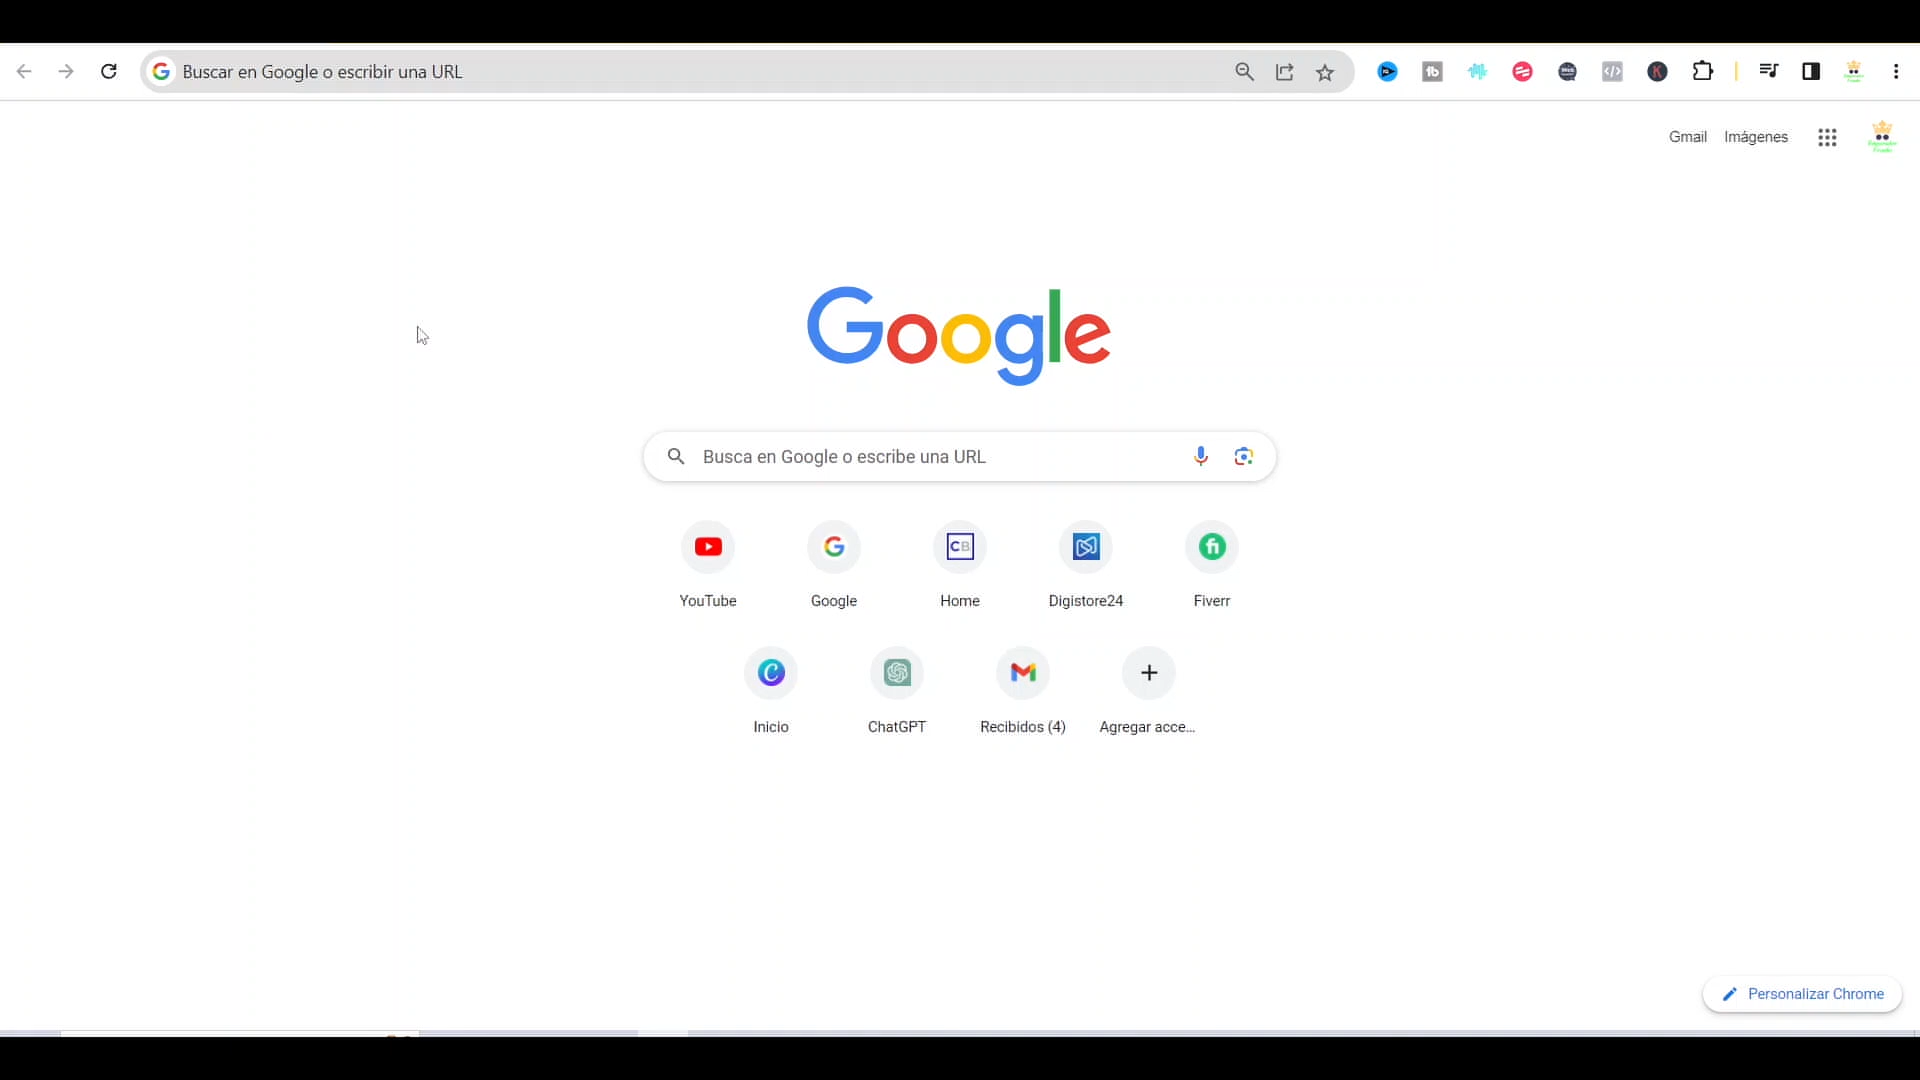 Buscar en Google o escribir una URL
Gmail Imágenes
Google
Busca en Google o escribe una URL
YouTube Google Home Digistore24 Fiverr
Inicio ChatGPT Recibidos (4) Agregar acce...
Personalizar Chrome